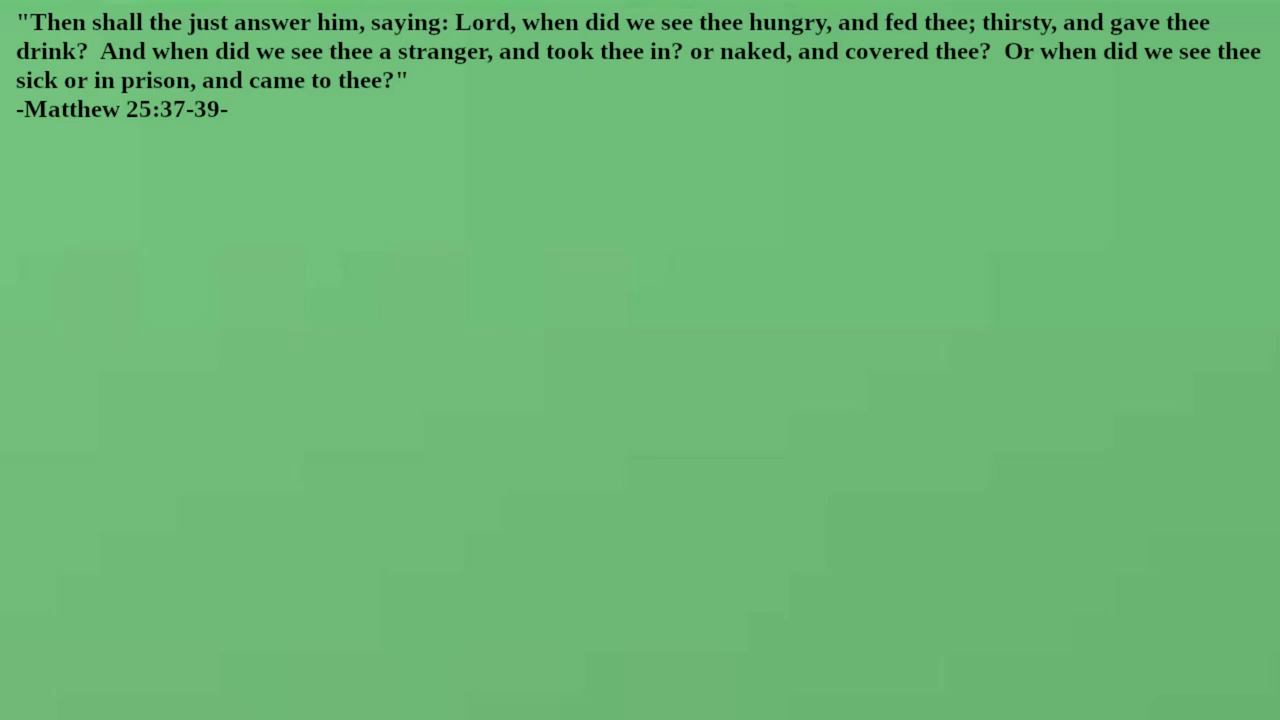 "Then shall the just answer him, saying: Lord, when did we see thee hungry, and fed thee; thirsty, and gave thee
drink?  And when did we see thee a stranger, and took thee in? or naked, and covered thee?  Or when did we see thee
sick or in prison, and came to thee?"
-Matthew 25:37-39-